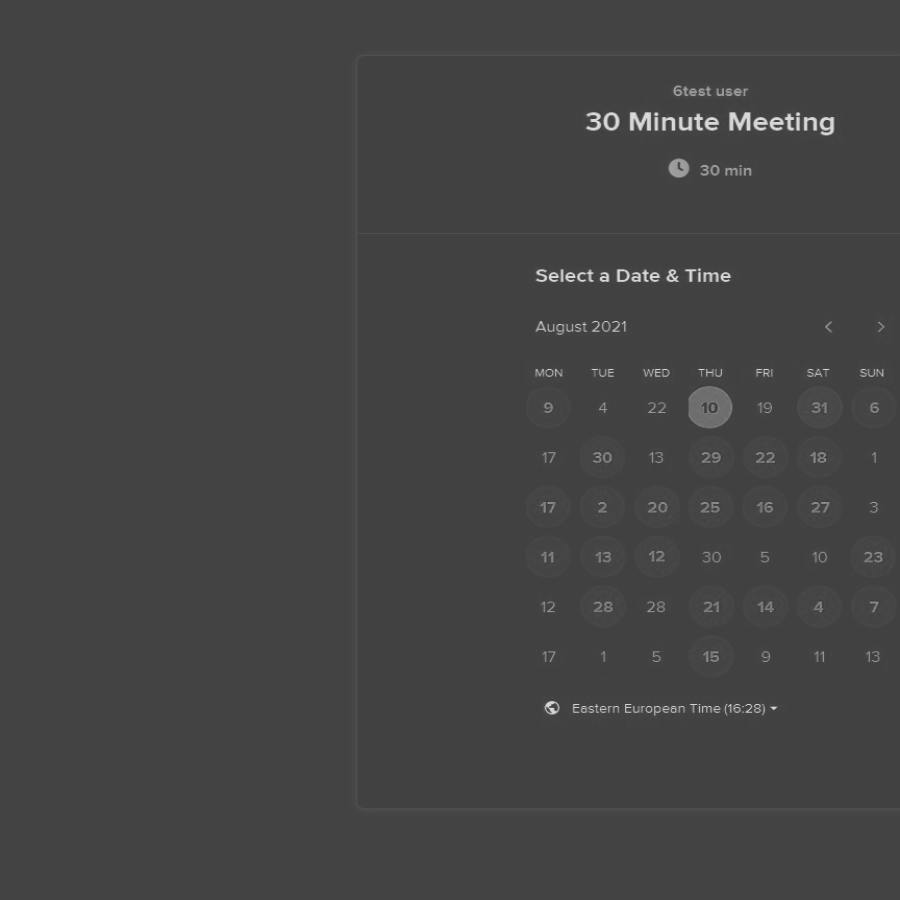 6test user
30 Minute Meeting
30 min
Select a Date & Time
August 2021
MON TUE WED THU FRI SAT SUN
9 4 22 10 19 31 6
17 30 13 29 22 18 1
17 2 20 25 16 27 3
11 13 12 30 5 10 23
12 28 28 21 14 4 7
17 1 5 15 9 11 13
Eastern European Time (16:28)